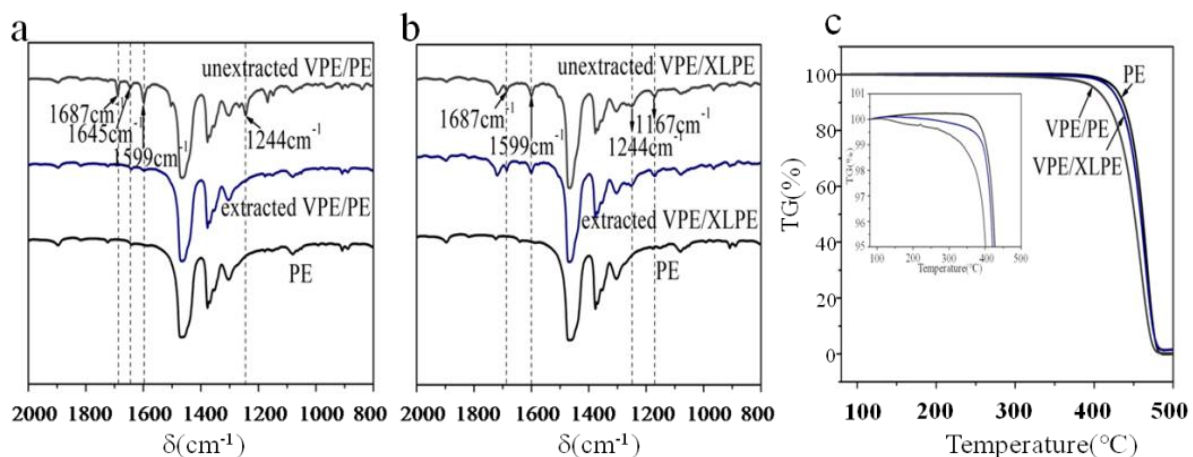 a
unextracted VPE/PE
1687cm⁻¹
1645cm⁻¹
1599cm⁻¹
1244cm⁻¹
extracted VPE/PE
PE
2000 1800 1600 1400 1200 1000 800
δ(cm⁻¹)
b
unextracted VPE/XLPE
1687cm⁻¹
1599cm⁻¹
1167cm⁻¹
1244cm⁻¹
extracted VPE/XLPE
PE
2000 1800 1600 1400 1200 1000 800
δ(cm⁻¹)
c
TG(%)
100
80
60
40
20
0
PE
VPE/PE
VPE/XLPE
TG(%)
101
100
99
98
97
96
95
100 200 300 400 500
Temperature(°C)
100 200 300 400 500
Temperature(°C)